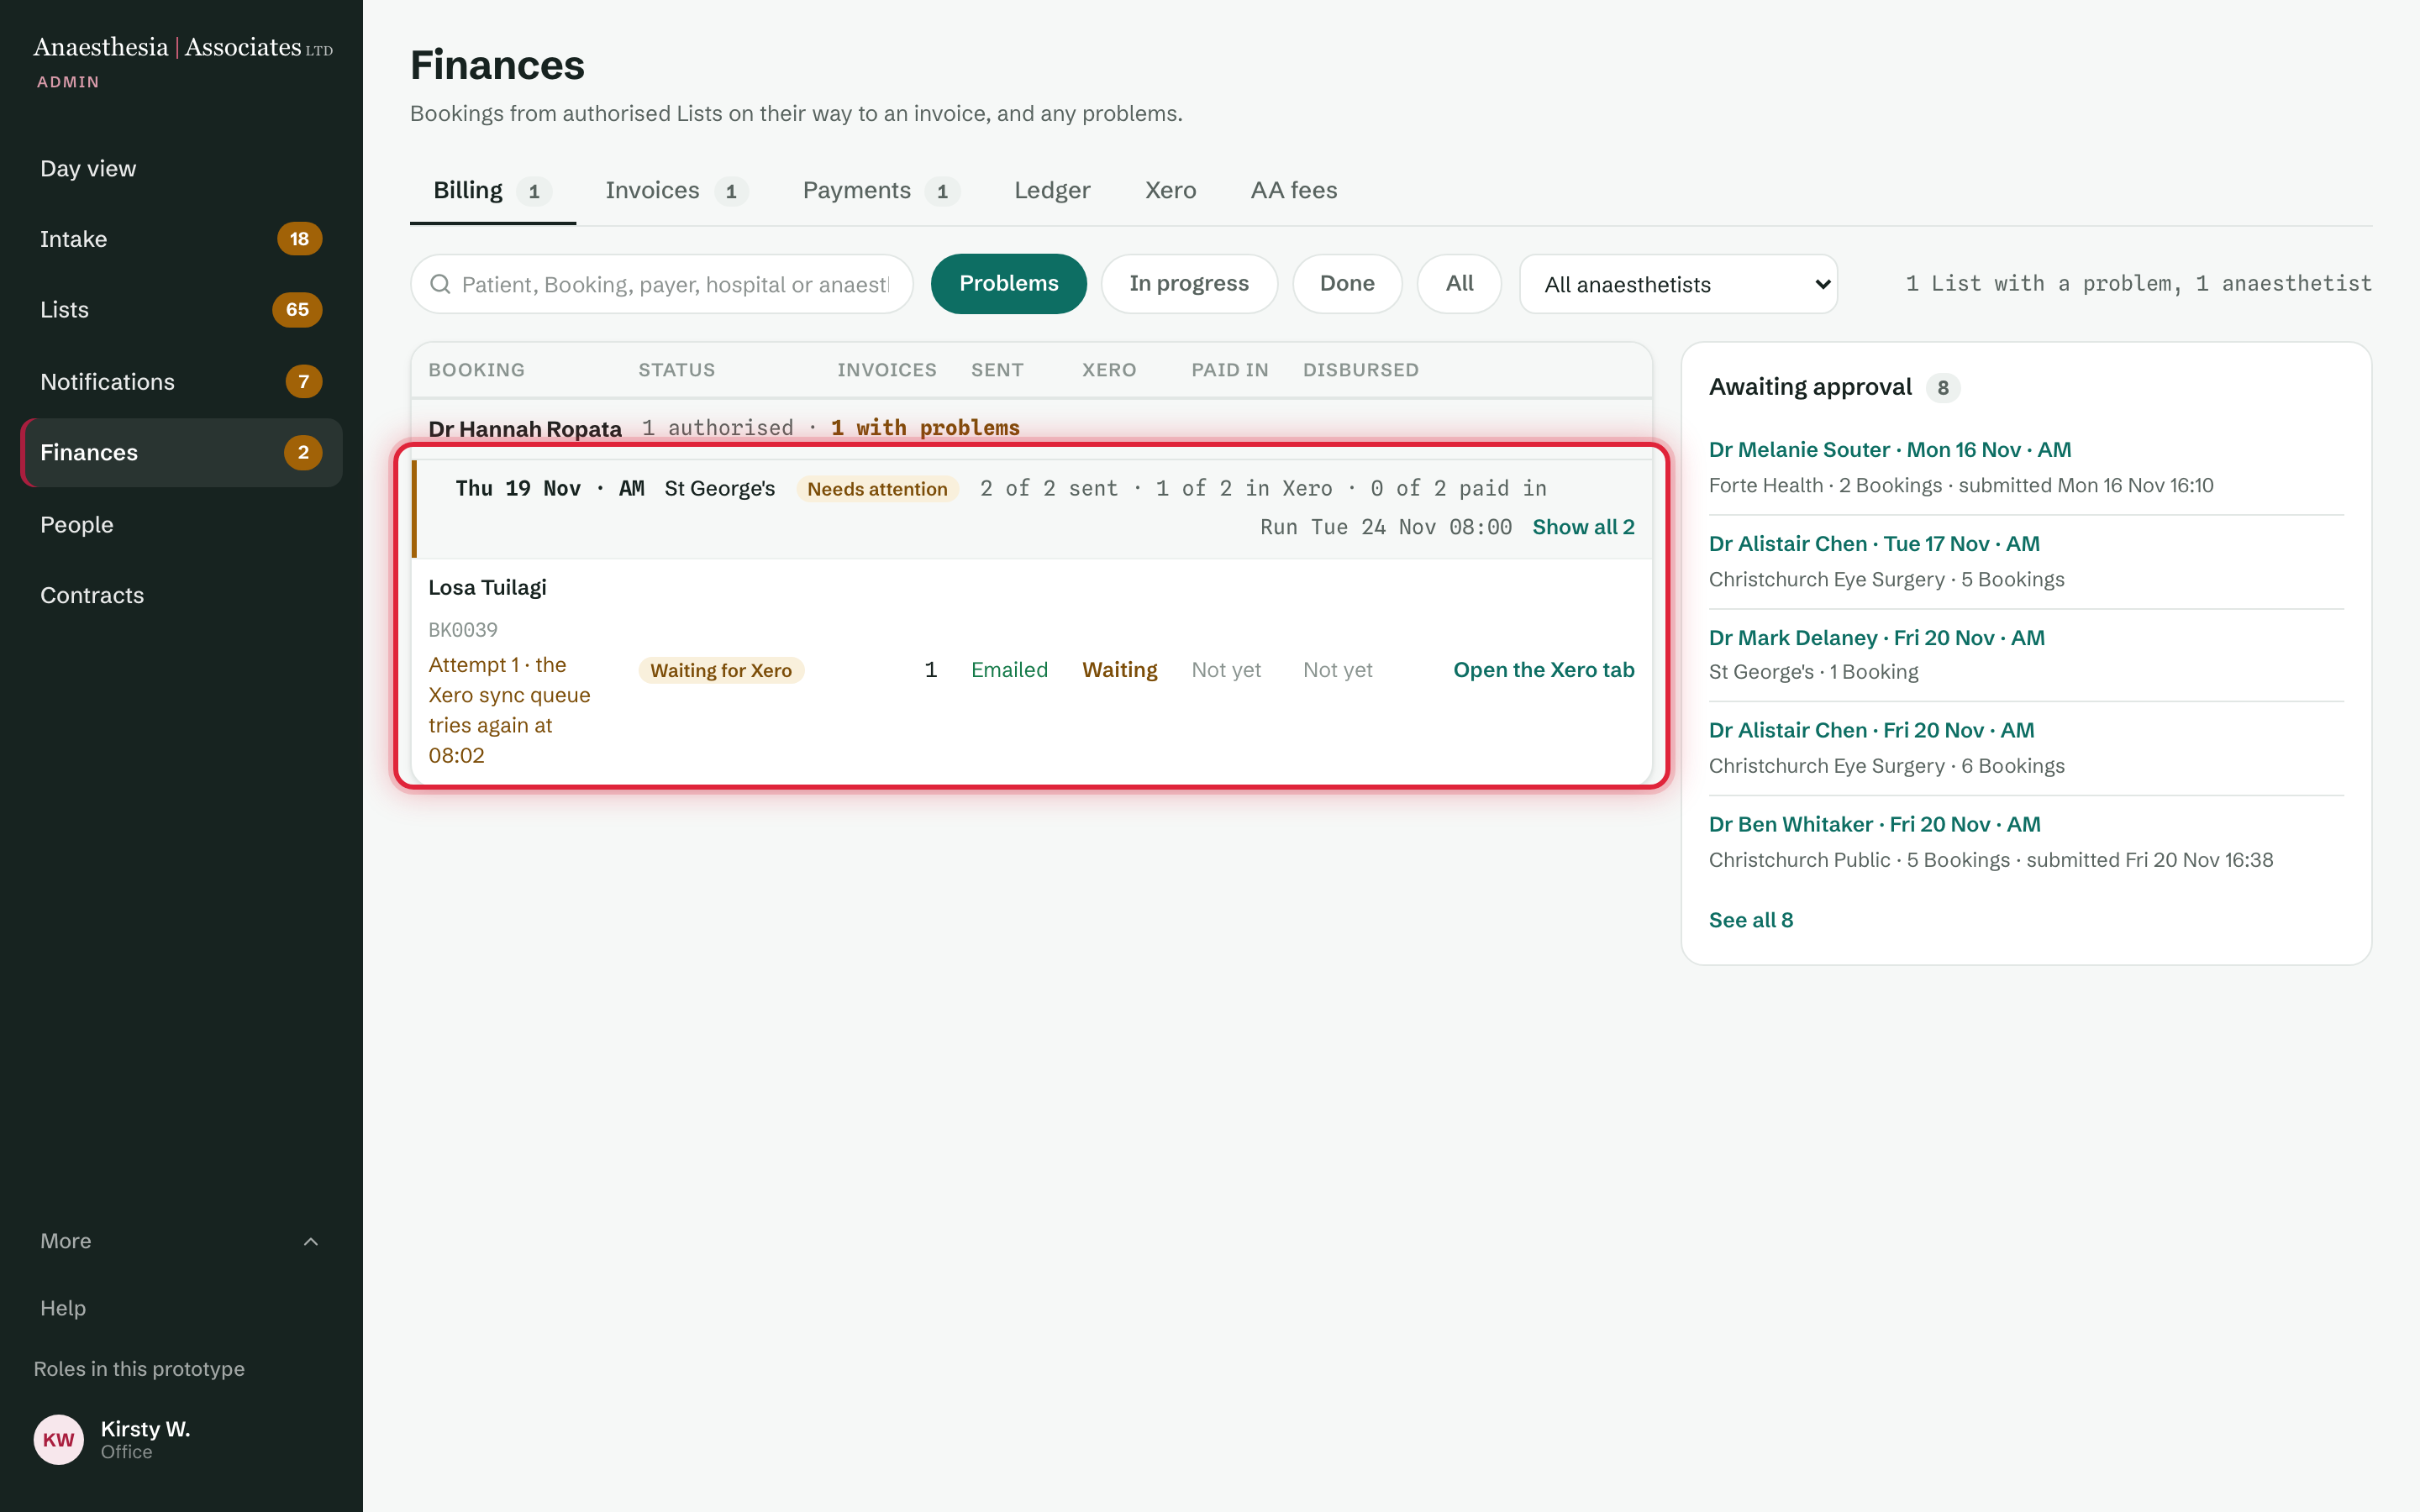 Anaesthesia | Associates LTD
ADMIN
Day view
Intake 18
Lists 65
Notifications 7
Finances 2
People
Contracts
More
Help
Roles in this prototype
KW
Kirsty W.
Office
Finances
Bookings from authorised Lists on their way to an invoice, and any problems.
Billing 1 Invoices 1 Payments 1 Ledger Xero AA fees
Patient, Booking, payer, hospital or anaest Problems In progress Done All All anaesthetists 1 List with a problem, 1 anaesthetist
BOOKING STATUS INVOICES SENT XERO PAID IN DISBURSED
Dr Hannah Ropata 1 authorised · 1 with problems
Thu 19 Nov · AM St George's Needs attention 2 of 2 sent · 1 of 2 in Xero · 0 of 2 paid in
Run Tue 24 Nov 08:00 Show all 2
Losa Tuilagi
BK0039
Attempt 1 · the
Xero sync queue
tries again at
08:02
Waiting for Xero 1 Emailed Waiting Not yet Not yet Open the Xero tab
Awaiting approval 8
Dr Melanie Souter · Mon 16 Nov · AM
Forte Health · 2 Bookings · submitted Mon 16 Nov 16:10
Dr Alistair Chen · Tue 17 Nov · AM
Christchurch Eye Surgery · 5 Bookings
Dr Mark Delaney · Fri 20 Nov · AM
St George's · 1 Booking
Dr Alistair Chen · Fri 20 Nov · AM
Christchurch Eye Surgery · 6 Bookings
Dr Ben Whitaker · Fri 20 Nov · AM
Christchurch Public · 5 Bookings · submitted Fri 20 Nov 16:38
See all 8